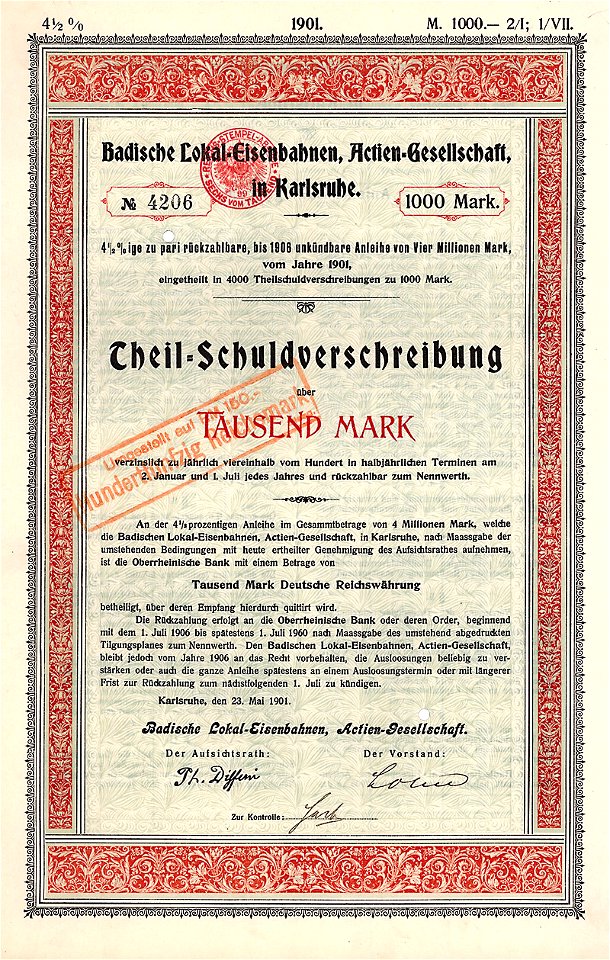 4½ %
1901.
M. 1000.— 2/I; 1/VII.
Badische Lokal-Eisenbahnen, Actien-Gesellschaft,
in Karlsruhe.
№ 4206
1000 Mark.
4½%ige zu pari rückzahlbare, bis 1906 unkündbare Anleihe von Vier Millionen Mark,
vom Jahre 1901,
eingetheilt in 4000 Theilschuldverschreibungen zu 1000 Mark.
Theil-Schuldverschreibung
über
TAUSEND MARK
Umgestellt auf 150.-
Hundertfünfzig Reichsmark
verzinslich zu jährlich viereinhalb vom Hundert in halbjährlichen Terminen am
2. Januar und 1. Juli jedes Jahres und rückzahlbar zum Nennwerth.
An der 4½prozentigen Anleihe im Gesammtbetrage von 4 Millionen Mark, welche
die Badischen Lokal-Eisenbahnen, Actien-Gesellschaft, in Karlsruhe, nach Maassgabe der
umstehenden Bedingungen mit heute ertheilter Genehmigung des Aufsichtsrathes aufnehmen,
ist die Oberrheinische Bank mit einem Betrage von
Tausend Mark Deutsche Reichswährung
betheiligt, über deren Empfang hierdurch quittirt wird.
Die Rückzahlung erfolgt an die Oberrheinische Bank oder deren Order, beginnend
mit dem 1. Juli 1906 bis spätestens 1. Juli 1960 nach Maassgabe des umstehend abgedruckten
Tilgungsplanes zum Nennwerth. Den Badischen Lokal-Eisenbahnen, Actien-Gesellschaft,
bleibt jedoch vom Jahre 1906 an das Recht vorbehalten, die Ausloosungen beliebig zu ver-
stärken oder auch die ganze Anleihe spätestens an einem Ausloosungstermin oder mit längerer
Frist zur Rückzahlung zum nächstfolgenden 1. Juli zu kündigen.
Karlsruhe, den 23. Mai 1901.
Badische Lokal-Eisenbahnen, Actien-Gesellschaft.
Der Aufsichtsrath:
Der Vorstand:
Zur Kontrolle: